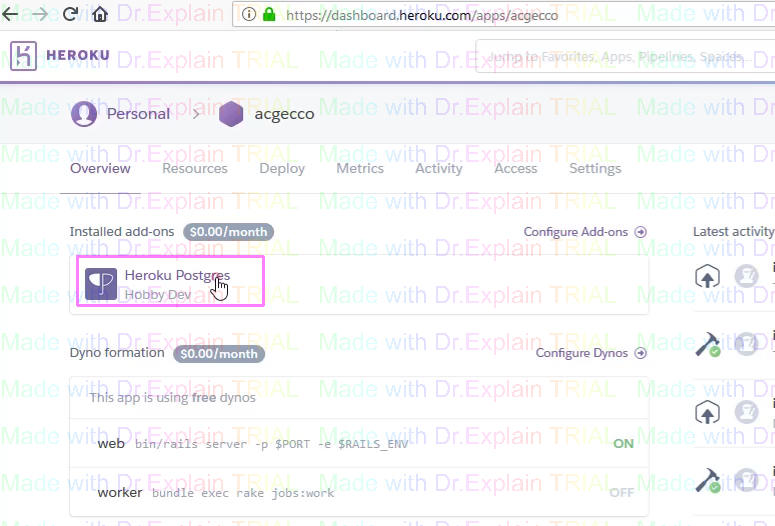 https://dashboard.heroku.com/apps/acgecco
HEROKU
Jump to Favorites, Apps, Pipelines, Spaces...
Personal > acgecco
Overview Resources Deploy Metrics Activity Access Settings
Installed add-ons $0.00/month Configure Add-ons Latest activity
Heroku Postgres
Hobby Dev
Dyno formation $0.00/month Configure Dynos
This app is using free dynos
web bin/rails server -p $PORT -e $RAILS_ENV ON
worker bundle exec rake jobs:work OFF
Made with Dr.Explain TRIAL